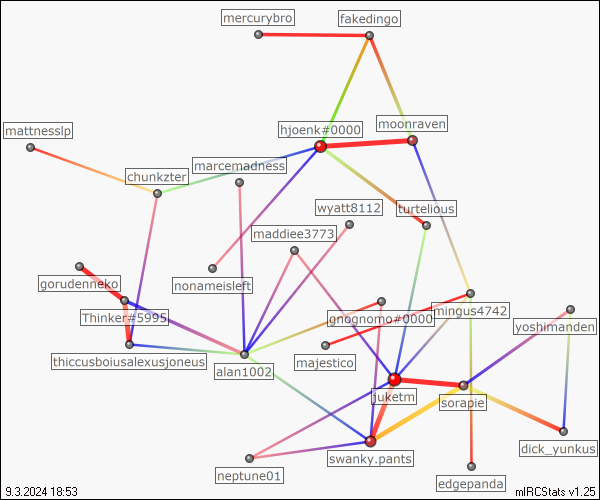 mercurybro
fakedingo
mattnesslp
hjoenk#0000
moonraven
marcemadness
chunkzter
wyatt8112
turtelious
maddiee3773
gorudenneko
nonameisleft
Thinker#5995
gnognomo#0000
mingus4742
yoshimanden
thiccusboiusalexusjoneus
alan1002
majestico
juketm
sorapie
swanky.pants
dick_yunkus
neptune01
edgepanda
9.3.2024 18:53
mIRCStats v1.25